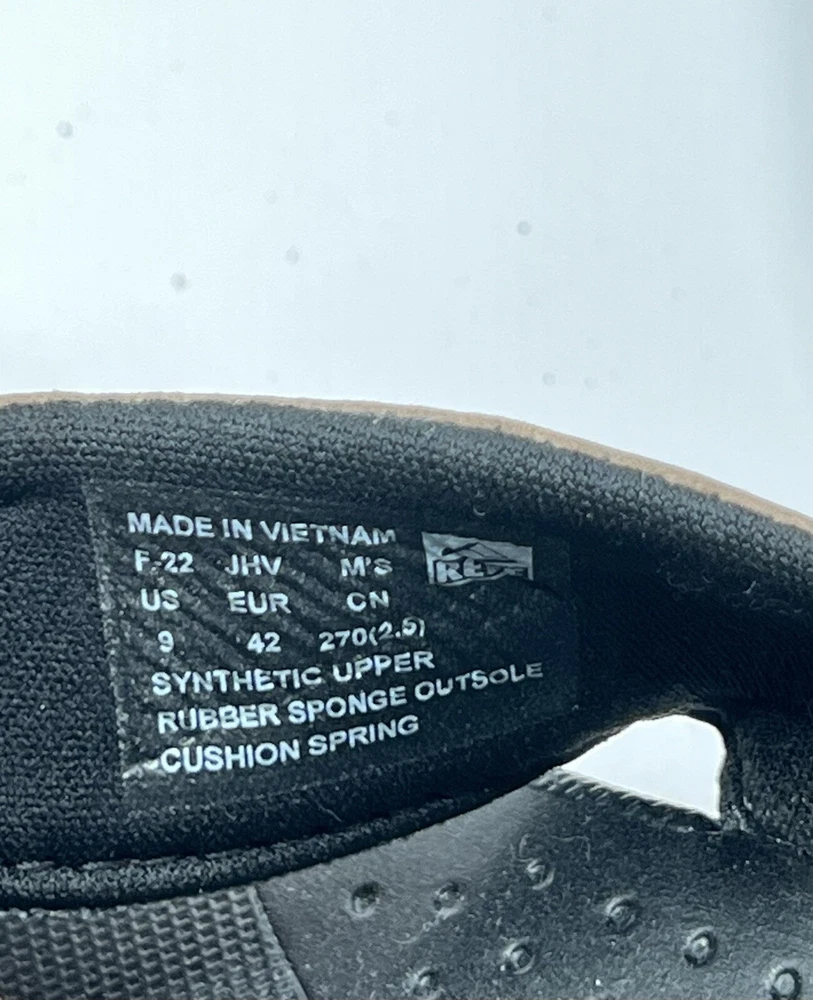 MADE IN VIETNAM
F-22 JHV M'S
US EUR CN
9 42 270(2.5)
SYNTHETIC UPPER
RUBBER SPONGE OUTSOLE
CUSHION SPRING